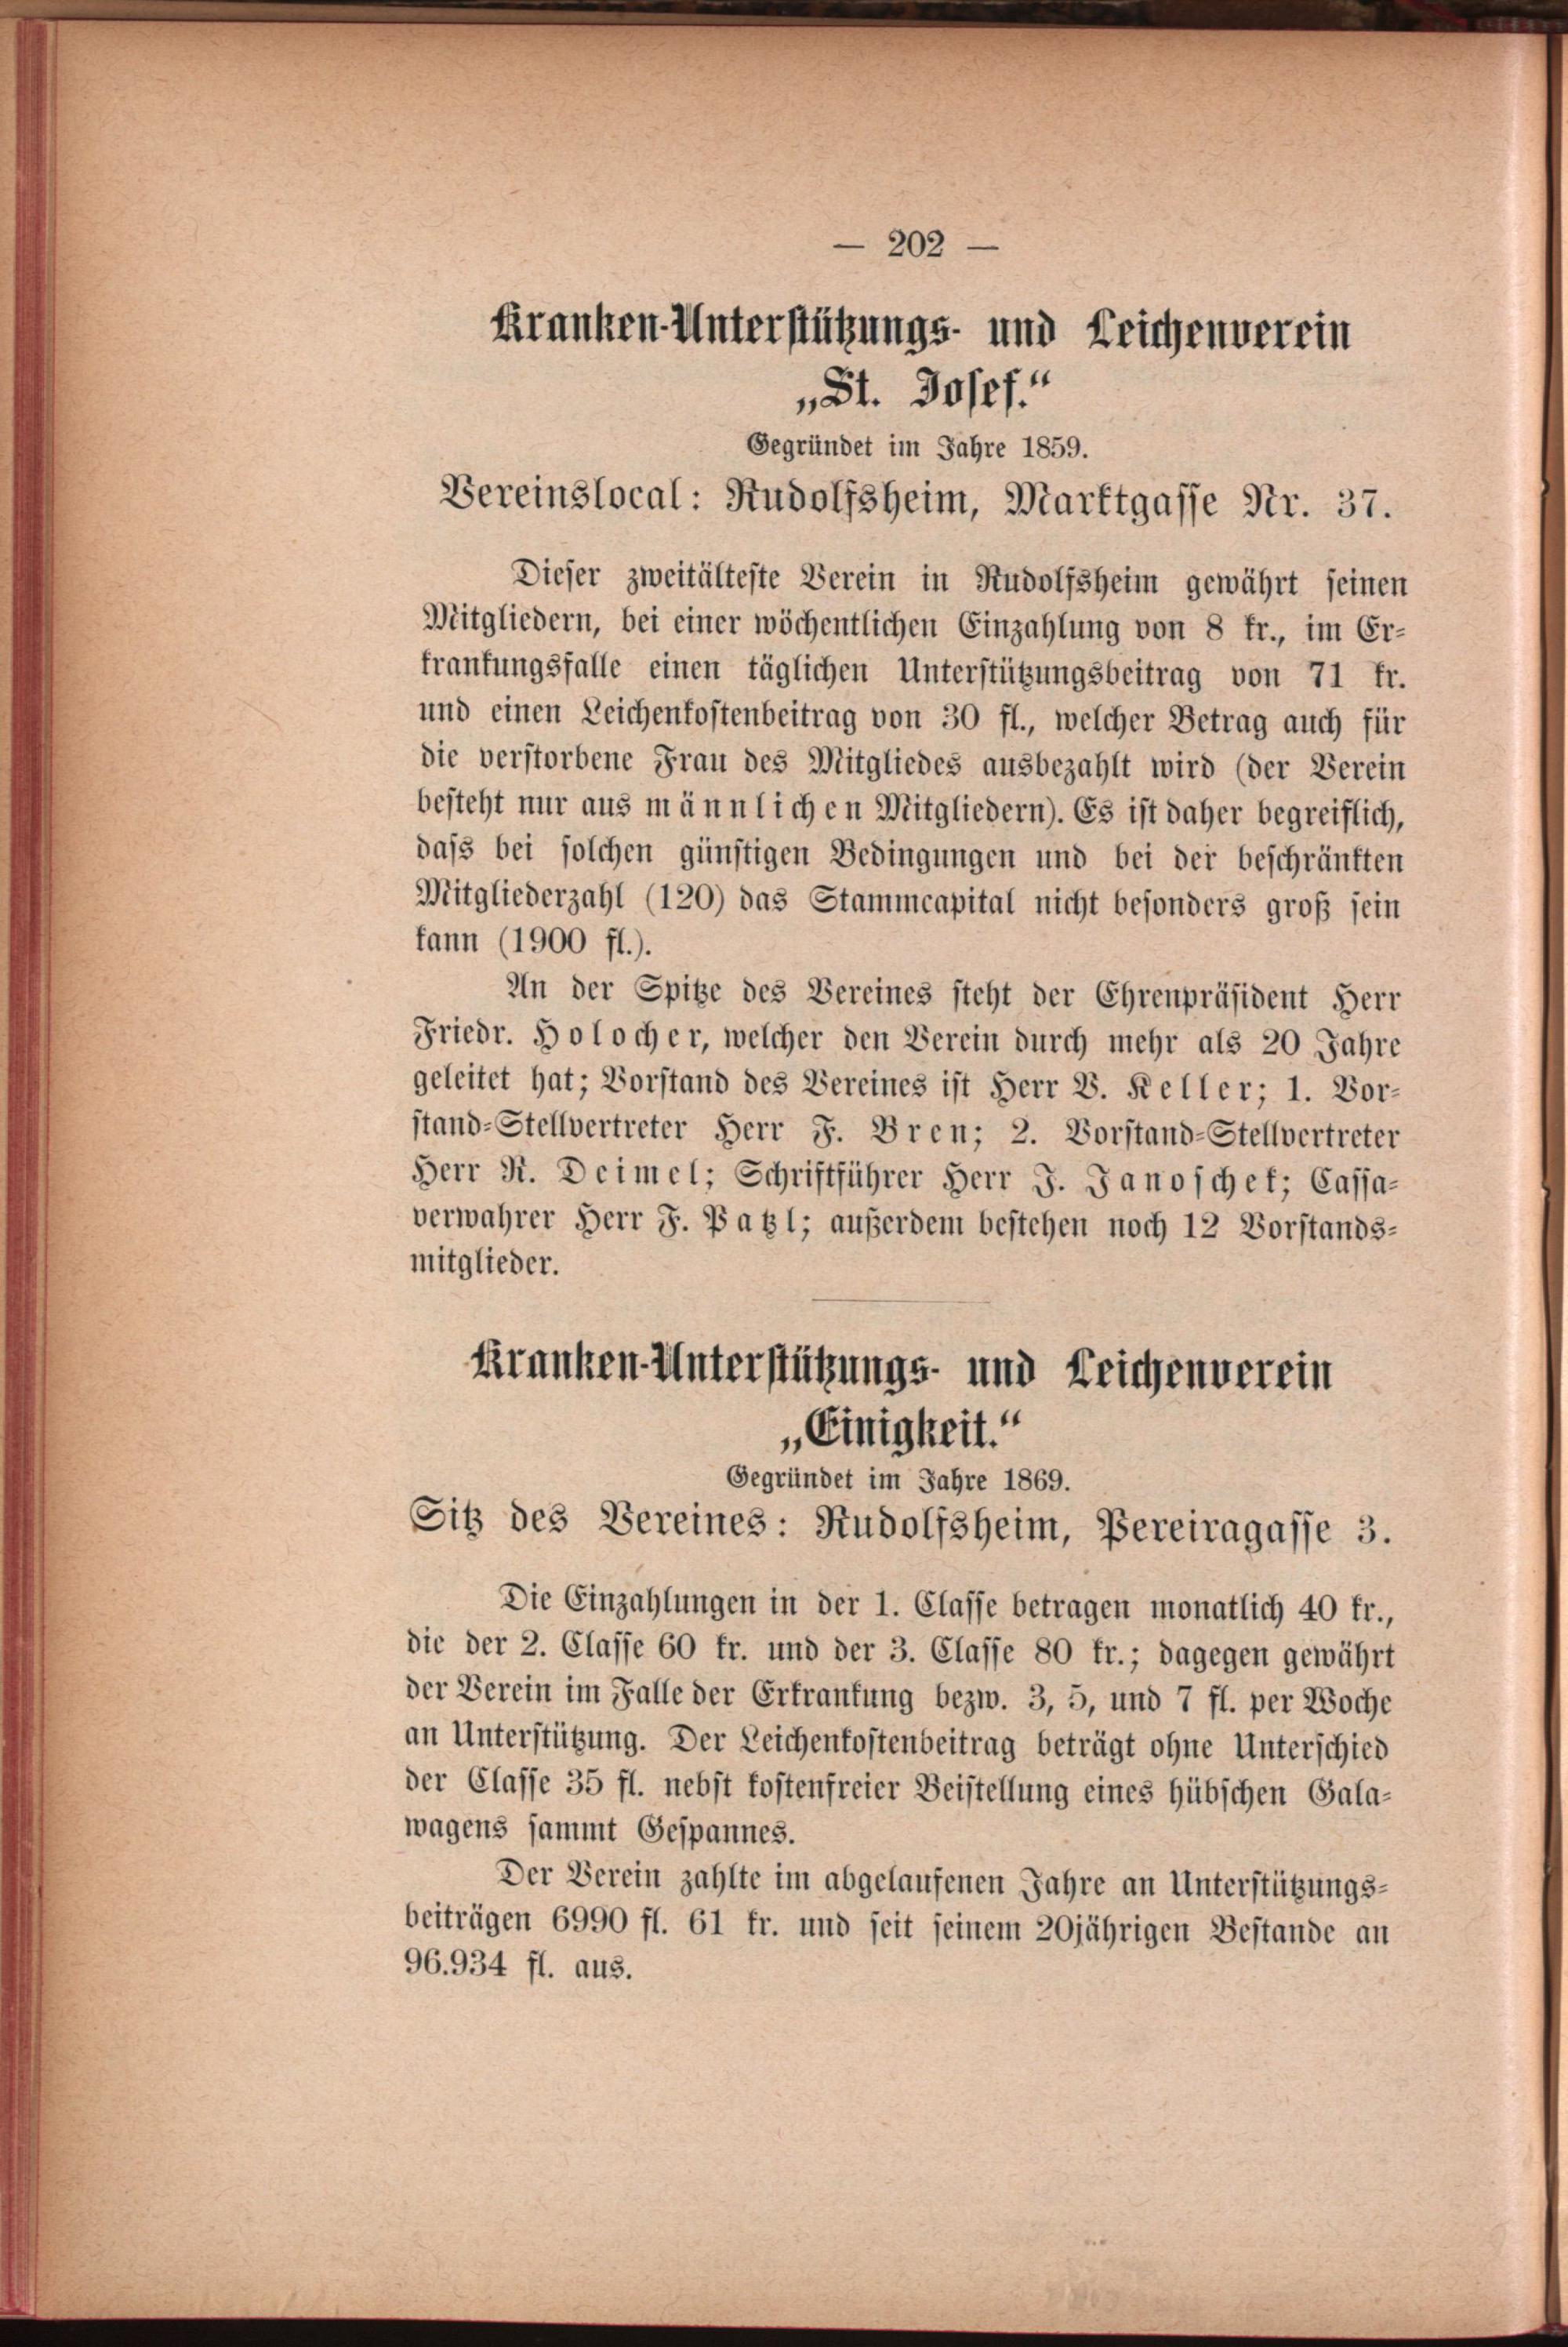 — 202 —
Kranken-Unterstützungs- und Leichenverein
„St. Josef.“
Gegründet im Jahre 1859.
Vereinslocal: Rudolfsheim, Marktgasse Nr. 37.
Dieser zweitälteste Verein in Rudolfsheim gewährt seinen
Mitgliedern, bei einer wöchentlichen Einzahlung von 8 kr., im Er-
krankungsfalle einen täglichen Unterstützungsbeitrag von 71 kr.
und einen Leichenkostenbeitrag von 30 fl., welcher Betrag auch für
die verstorbene Frau des Mitgliedes ausbezahlt wird (der Verein
besteht nur aus männlichen Mitgliedern). Es ist daher begreiflich,
dass bei solchen günstigen Bedingungen und bei der beschränkten
Mitgliederzahl (120) das Stammcapital nicht besonders groß sein
kann (1900 fl.).
An der Spitze des Vereines steht der Ehrenpräsident Herr
Friedr. Holocher, welcher den Verein durch mehr als 20 Jahre
geleitet hat; Vorstand des Vereines ist Herr V. Keller; 1. Vor-
stand-Stellvertreter Herr F. Bren; 2. Vorstand-Stellvertreter
Herr R. Deimel; Schriftführer Herr J. Janoschek; Cassa-
verwahrer Herr F. Patzl; außerdem bestehen noch 12 Vorstands-
mitglieder.
Kranken-Unterstützungs- und Leichenverein
„Einigkeit.“
Gegründet im Jahre 1869.
Sitz des Vereines: Rudolfsheim, Pereiragasse 3.
Die Einzahlungen in der 1. Classe betragen monatlich 40 kr.,
die der 2. Classe 60 kr. und der 3. Classe 80 kr.; dagegen gewährt
der Verein im Falle der Erkrankung bezw. 3, 5, und 7 fl. per Woche
an Unterstützung. Der Leichenkostenbeitrag beträgt ohne Unterschied
der Classe 35 fl. nebst kostenfreier Beistellung eines hübschen Gala-
wagens sammt Gespannes.
Der Verein zahlte im abgelaufenen Jahre an Unterstützungs-
beiträgen 6990 fl. 61 kr. und seit seinem 20jährigen Bestande an
96.934 fl. aus.